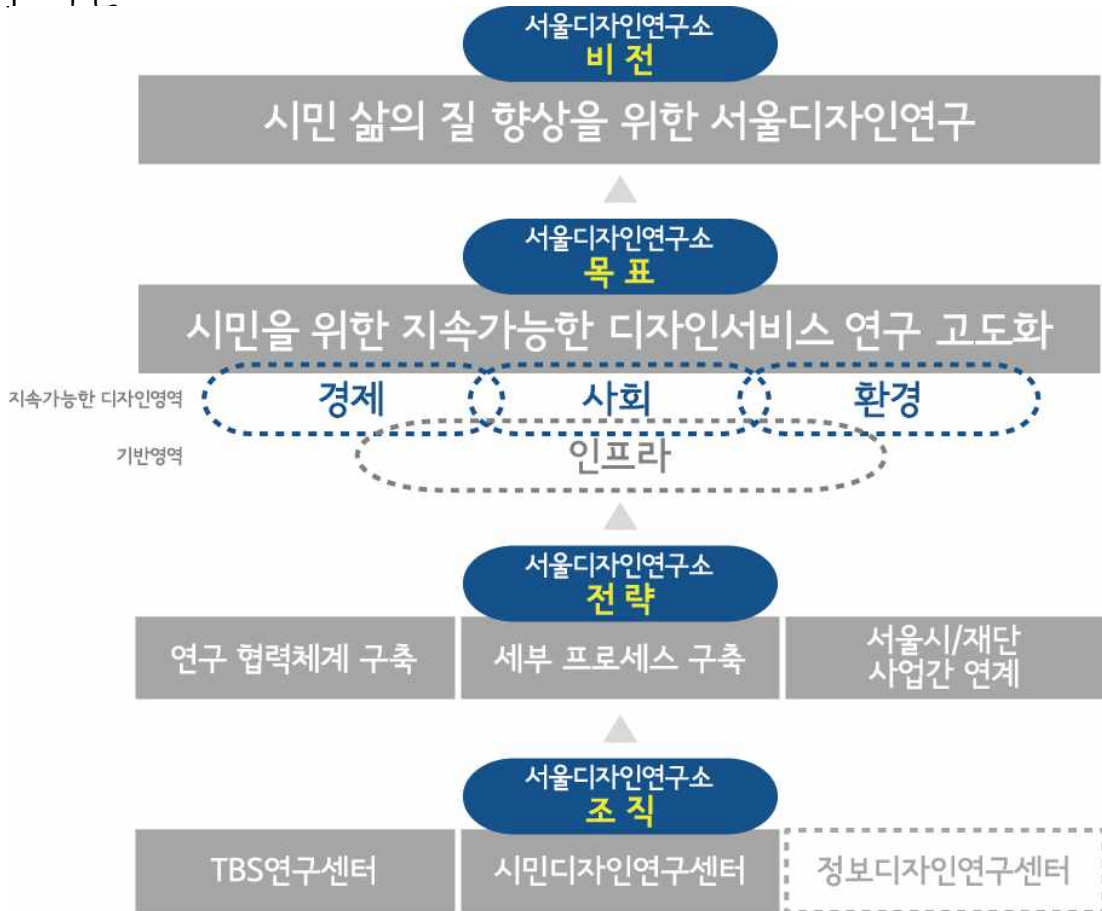 서울디자인연구소
비 전
시민 삶의 질 향상을 위한 서울디자인연구
서울디자인연구소
목 표
시민을 위한 지속가능한 디자인서비스 연구 고도화
지속가능한 디자인영역
경제 사회 환경
기반영역
인프라
서울디자인연구소
전 략
연구 협력체계 구축
세부 프로세스 구축
서울시/재단
사업간 연계
서울디자인연구소
조 직
TBS연구센터
시민디자인연구센터
정보디자인연구센터